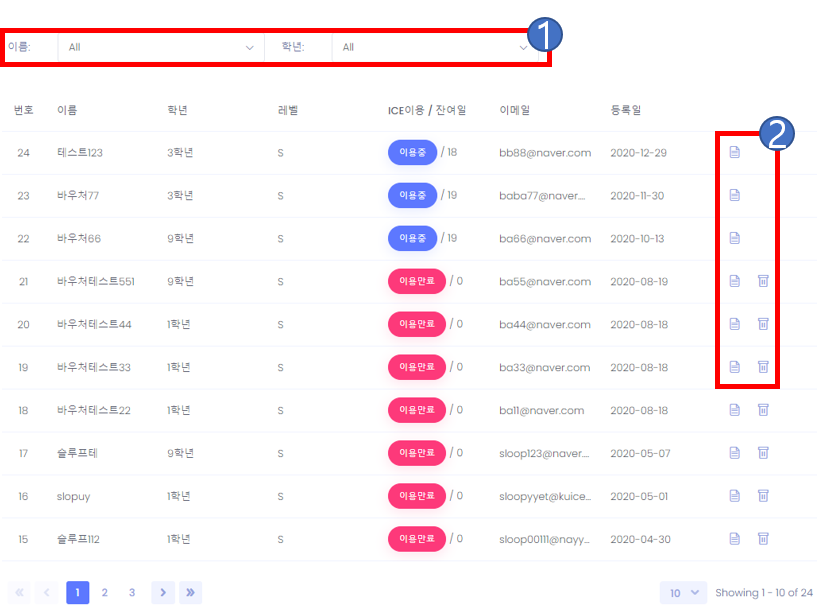 1
이름: All 학년: All
번호 이름 학년 레벨 ICE이용 / 잔여일 이메일 등록일
2
24 테스트123 3학년 S 이용중 / 18 bb88@naver.com 2020-12-29
23 바우처77 3학년 S 이용중 / 19 baba77@naver.... 2020-11-30
22 바우처66 9학년 S 이용중 / 19 ba66@naver.com 2020-10-13
21 바우처테스트551 9학년 S 이용만료 / 0 ba55@naver.com 2020-08-19
20 바우처테스트44 1학년 S 이용만료 / 0 ba44@naver.com 2020-08-18
19 바우처테스트33 1학년 S 이용만료 / 0 ba33@naver.com 2020-08-18
18 바우처테스트22 1학년 S 이용만료 / 0 ba11@naver.com 2020-08-18
17 슬루프테 9학년 S 이용만료 / 0 sloop123@naver.... 2020-05-07
16 slopuy 1학년 S 이용만료 / 0 sloopyyet@kuice... 2020-05-01
15 슬루프112 1학년 S 이용만료 / 0 sloop00111@nayy... 2020-04-30
« ‹ 1 2 3 › » 10 Showing 1 - 10 of 24